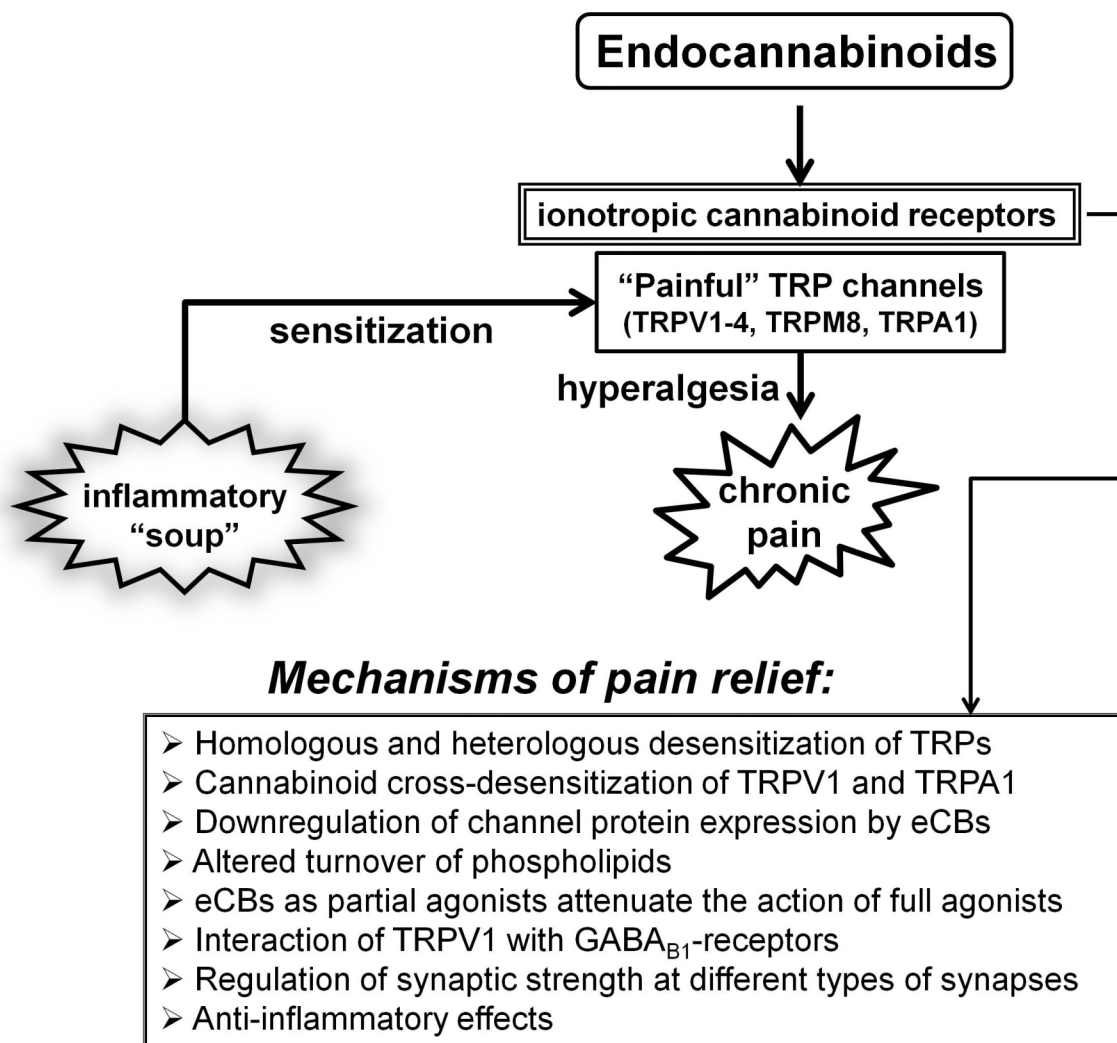 Endocannabinoids
ionotropic cannabinoid receptors
“Painful” TRP channels
(TRPV1-4, TRPM8, TRPA1)
sensitization
hyperalgesia
inflammatory
“soup”
chronic
pain
Mechanisms of pain relief:
➢ Homologous and heterologous desensitization of TRPs
➢ Cannabinoid cross-desensitization of TRPV1 and TRPA1
➢ Downregulation of channel protein expression by eCBs
➢ Altered turnover of phospholipids
➢ eCBs as partial agonists attenuate the action of full agonists
➢ Interaction of TRPV1 with GABAB1-receptors
➢ Regulation of synaptic strength at different types of synapses
➢ Anti-inflammatory effects